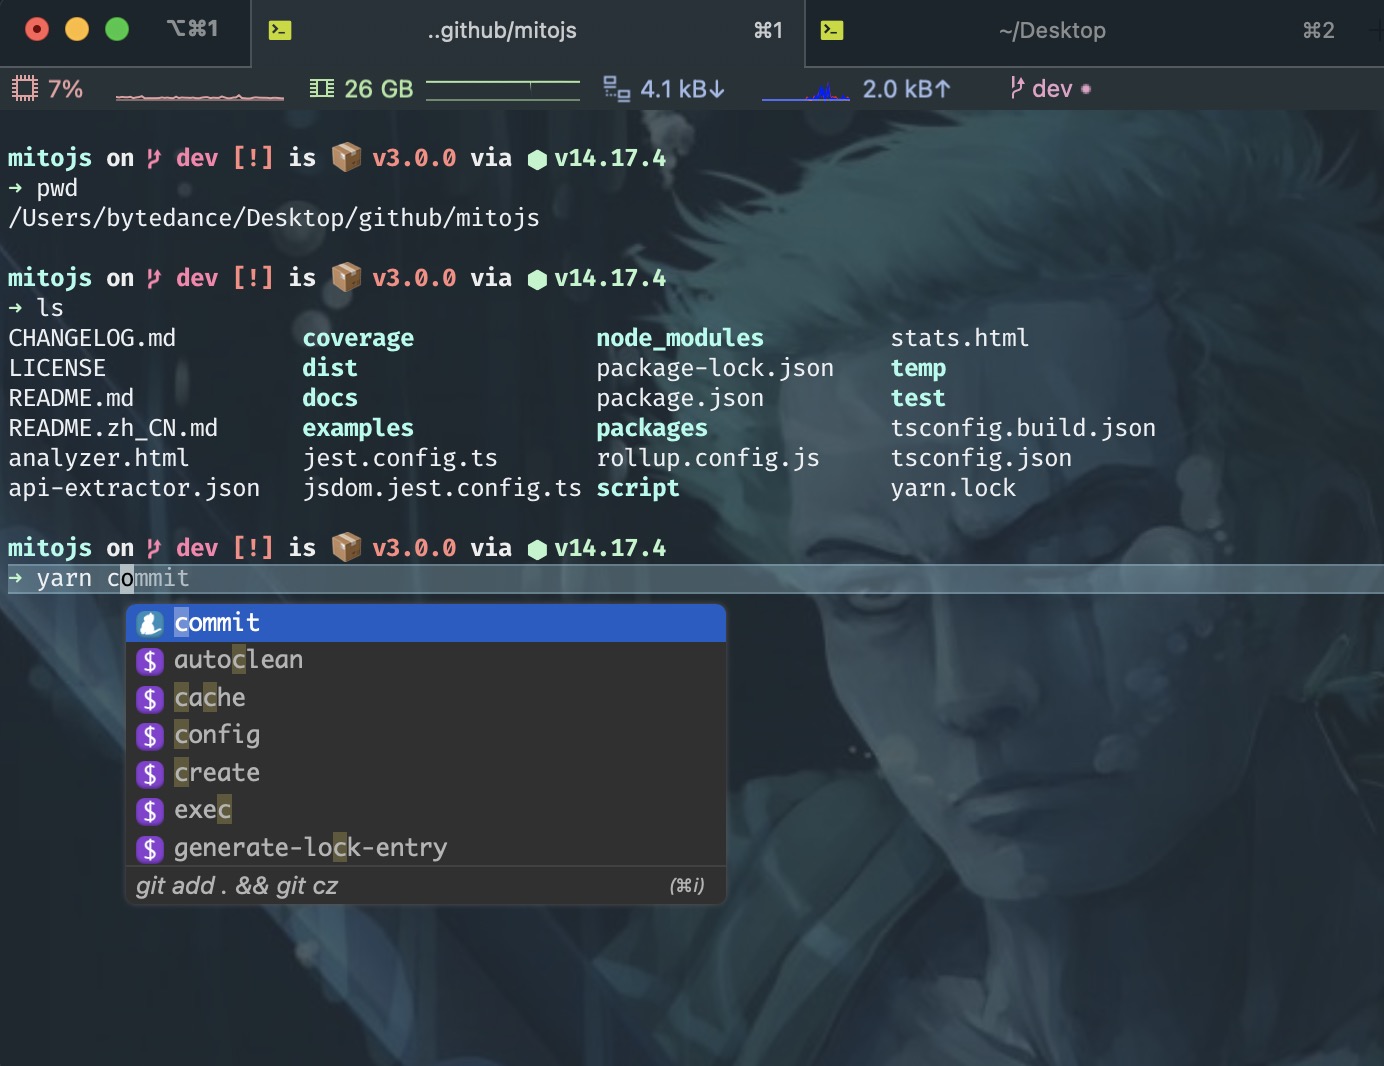 ⌥⌘1 ..github/mitojs ⌘1 ~/Desktop ⌘2
7% 26 GB 4.1 kB↓ 2.0 kB↑ dev
mitojs on dev [!] is 📦 v3.0.0 via ⬢ v14.17.4
→ pwd
/Users/bytedance/Desktop/github/mitojs
mitojs on dev [!] is 📦 v3.0.0 via ⬢ v14.17.4
→ ls
CHANGELOG.md coverage node_modules stats.html
LICENSE dist package-lock.json temp
README.md docs package.json test
README.zh_CN.md examples packages tsconfig.build.json
analyzer.html jest.config.ts rollup.config.js tsconfig.json
api-extractor.json jsdom.jest.config.ts script yarn.lock
mitojs on dev [!] is 📦 v3.0.0 via ⬢ v14.17.4
→ yarn commit
commit
$ autoclean
$ cache
$ config
$ create
$ exec
$ generate-lock-entry
git add . && git cz (⌘i)